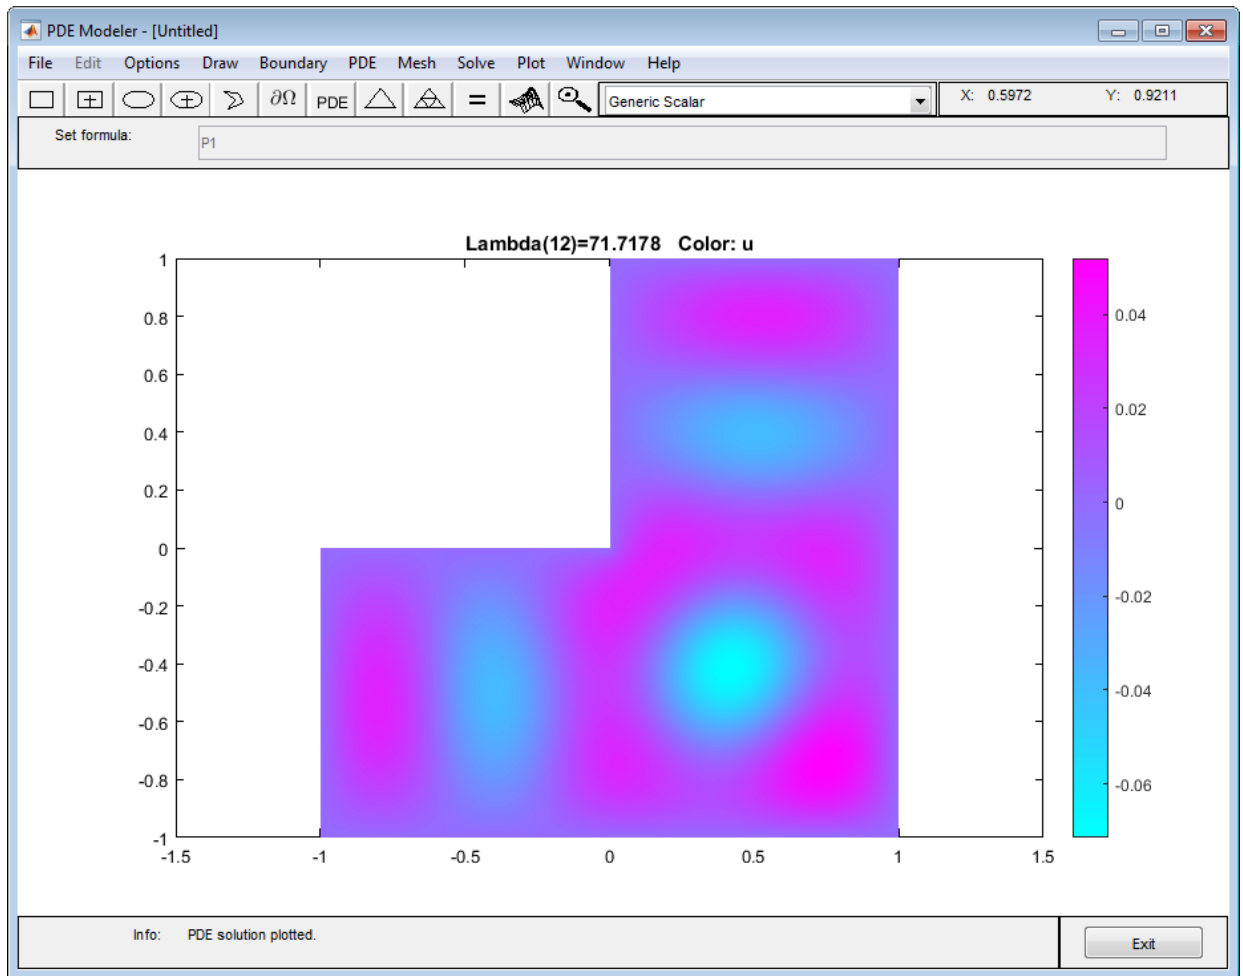 PDE Modeler - [Untitled]
File Edit Options Draw Boundary PDE Mesh Solve Plot Window Help
∂Ω PDE = Generic Scalar X: 0.5972 Y: 0.9211
Set formula: P1
Lambda(12)=71.7178 Color: u
1
0.8
0.6
0.4
0.2
0
-0.2
-0.4
-0.6
-0.8
-1
-1.5 -1 -0.5 0 0.5 1 1.5
0.04
0.02
0
-0.02
-0.04
-0.06
Info: PDE solution plotted.
Exit